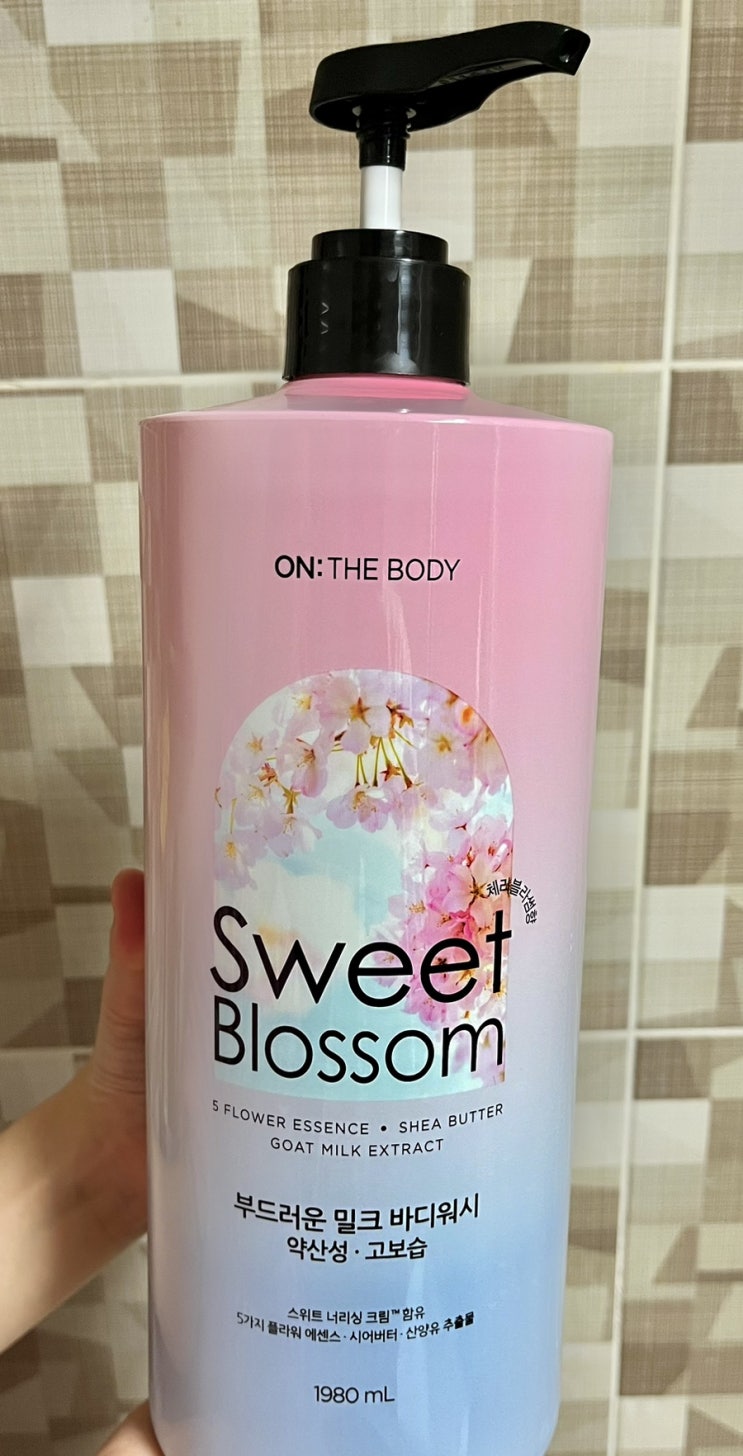 ON: THE BODY
체리블라썸향
Sweet
Blossom
5 FLOWER ESSENCE • SHEA BUTTER
GOAT MILK EXTRACT
부드러운 밀크 바디워시
약산성 · 고보습
스위트 너리싱 크림™ 함유
5가지 플라워 에센스 · 시어버터 · 산양유 추출물
1980 mL